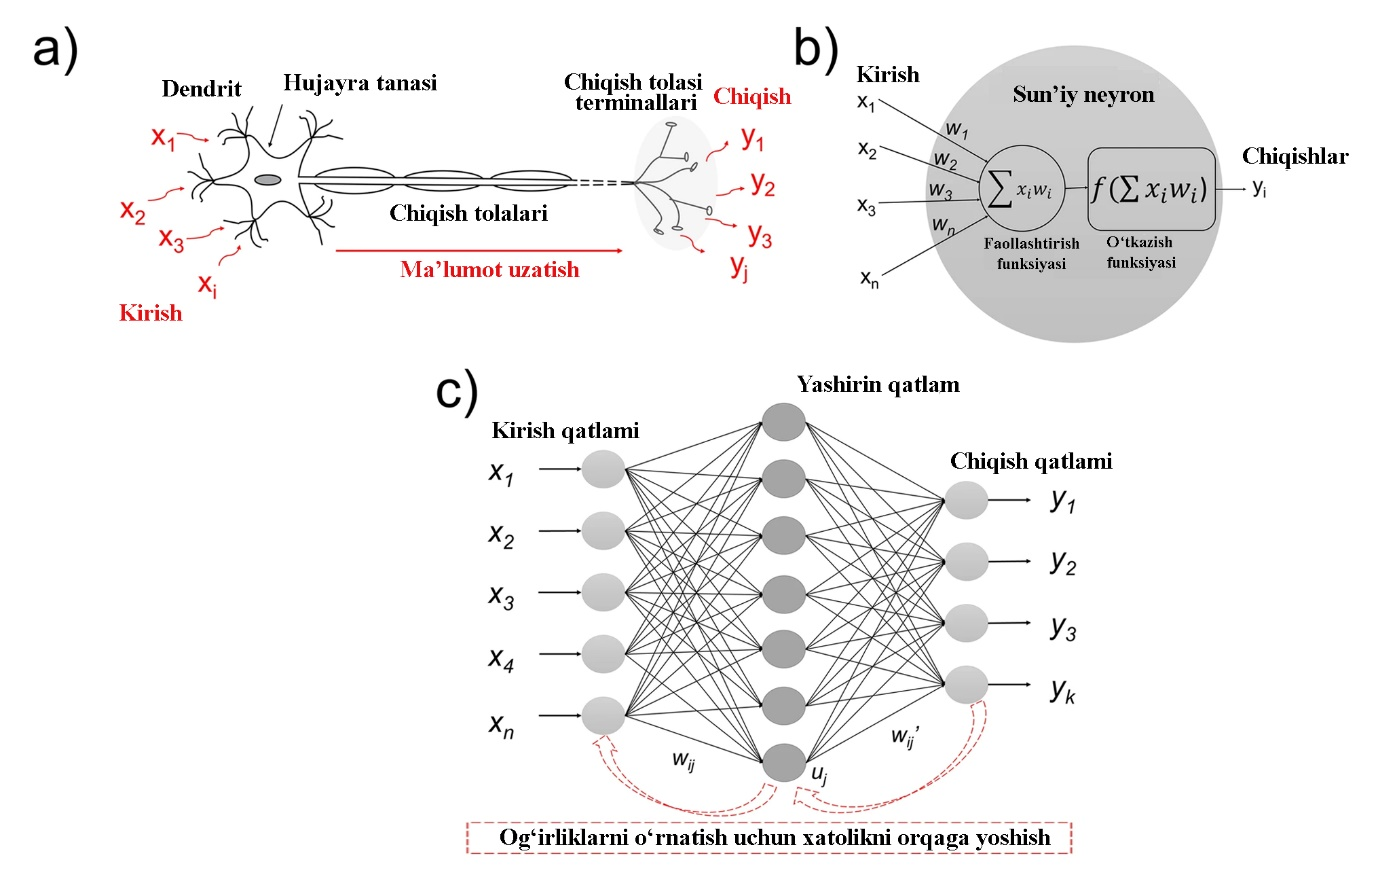 a)
Dendrit
Hujayra tanasi
Chiqish tolasi
terminallari
Chiqish
x1
x2
x3
xi
Kirish
Chiqish tolalari
Ma’lumot uzatish
y1
y2
y3
yj
b)
Kirish
Sun’iy neyron
x1
x2
x3
xn
w1
w2
w3
wn
∑ xiwi
f(∑ xiwi)
Faollashtirish
funksiyasi
O‘tkazish
funksiyasi
Chiqishlar
yi
c)
Yashirin qatlam
Kirish qatlami
Chiqish qatlami
x1
x2
x3
x4
xn
y1
y2
y3
yk
wij
uj
wij’
Og‘irliklarni o‘rnatish uchun xatolikni orqaga yoshish